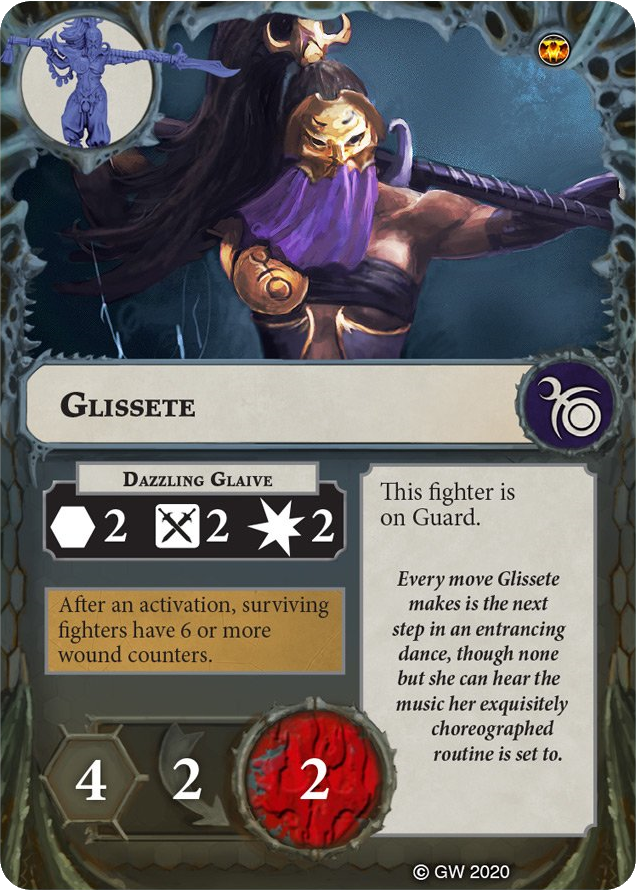 Glissete
Dazzling Glaive
2 2 2
After an activation, surviving
fighters have 6 or more
wound counters.
This fighter is
on Guard.
Every move Glissete
makes is the next
step in an entrancing
dance, though none
but she can hear the
music her exquisitely
choreographed
routine is set to.
4 2 2
© GW 2020